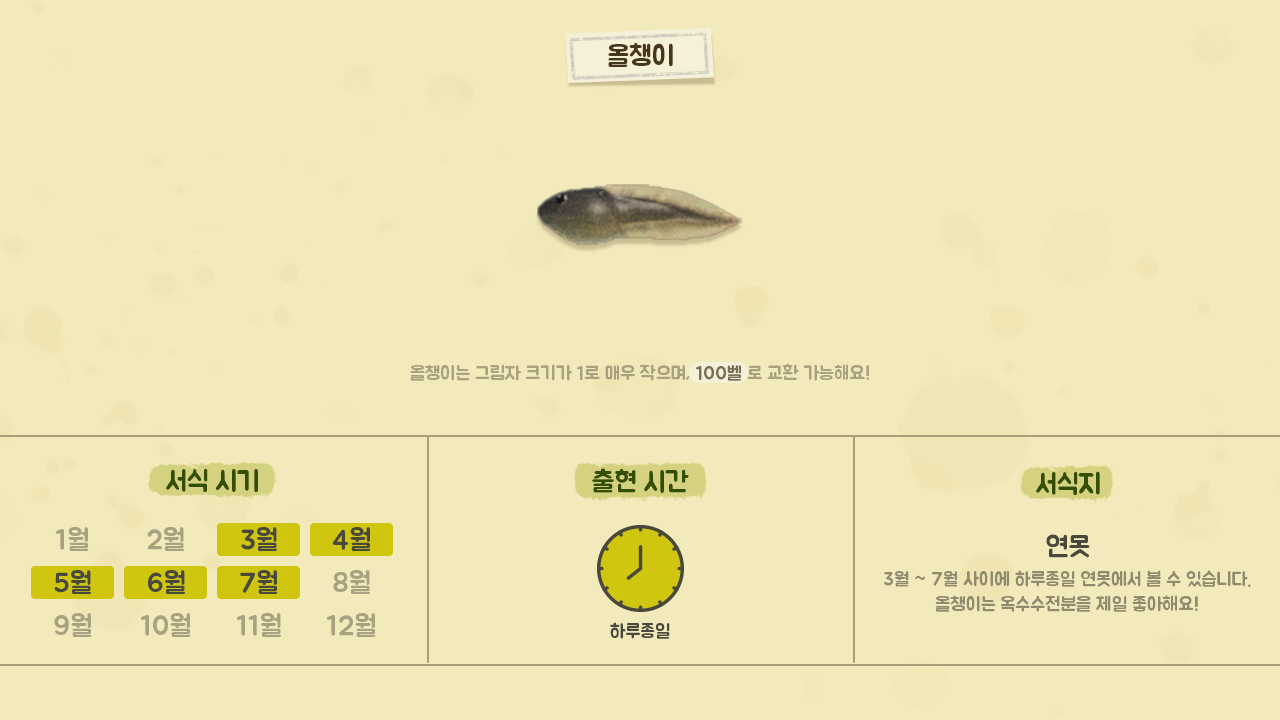 올챙이
올챙이는 그림자 크기가 1로 매우 작으며, 100벨 로 교환 가능해요!
서식 시기
1월 2월 3월 4월
5월 6월 7월 8월
9월 10월 11월 12월
출현 시간
하루종일
서식지
연못
3월 ~ 7월 사이에 하루종일 연못에서 볼 수 있습니다.
올챙이는 옥수수전분을 제일 좋아해요!